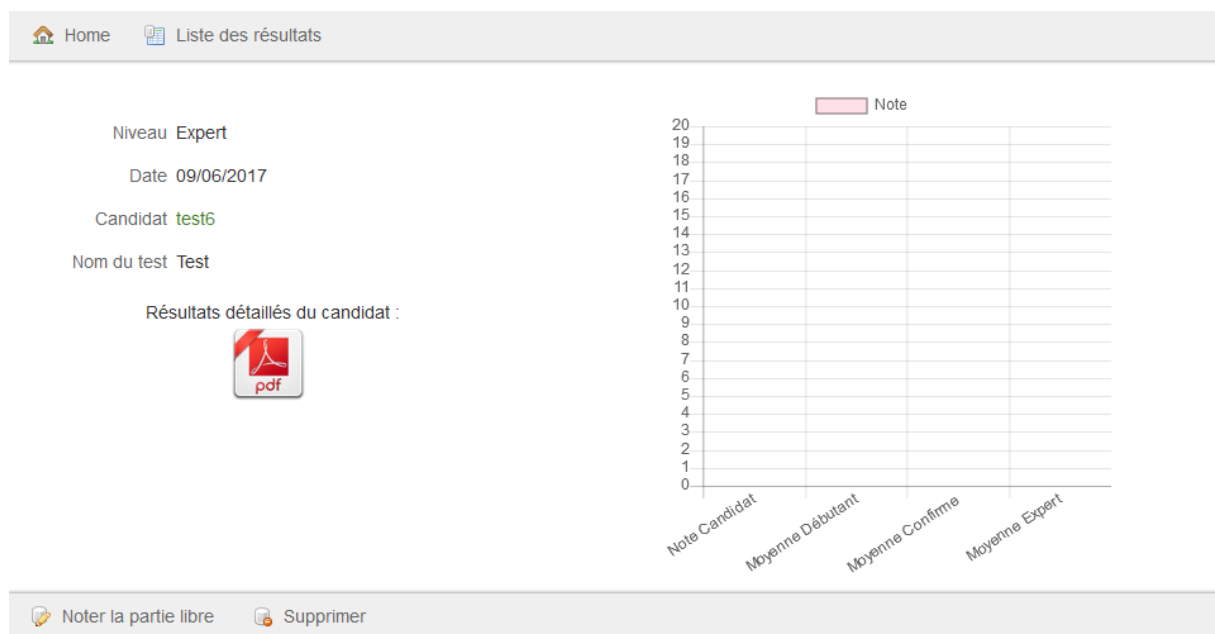 Home Liste des résultats
Niveau Expert
Date 09/06/2017
Candidat test6
Nom du test Test
Résultats détaillés du candidat :
pdf
Note
20
19
18
17
16
15
14
13
12
11
10
9
8
7
6
5
4
3
2
1
0
Note Candidat
Moyenne Débutant
Moyenne Confirme
Moyenne Expert
Noter la partie libre Supprimer